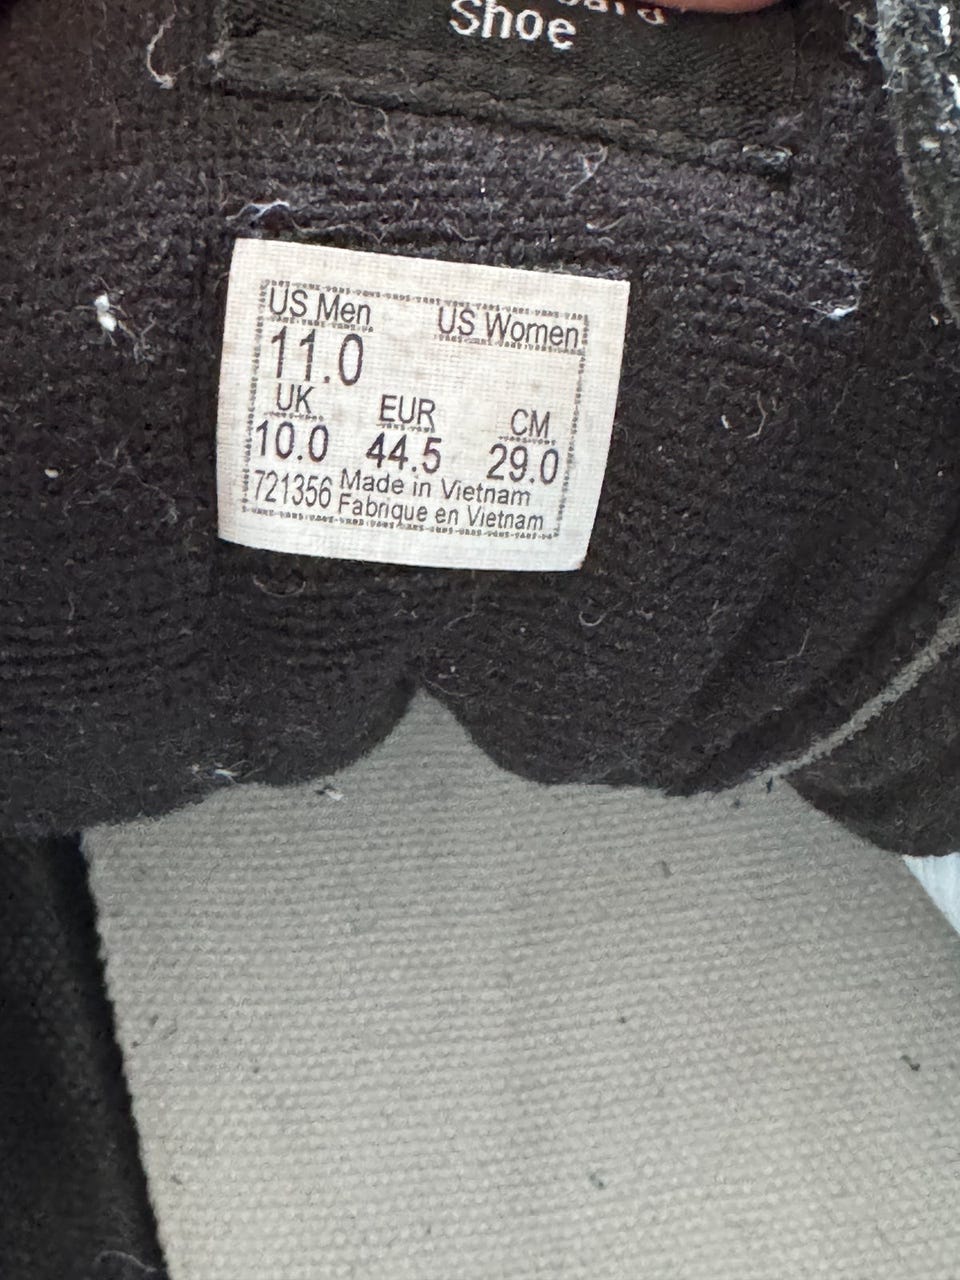 Shoe
US Men US Women
11.0
UK EUR CM
10.0 44.5 29.0
721356 Made in Vietnam
Fabrique en Vietnam